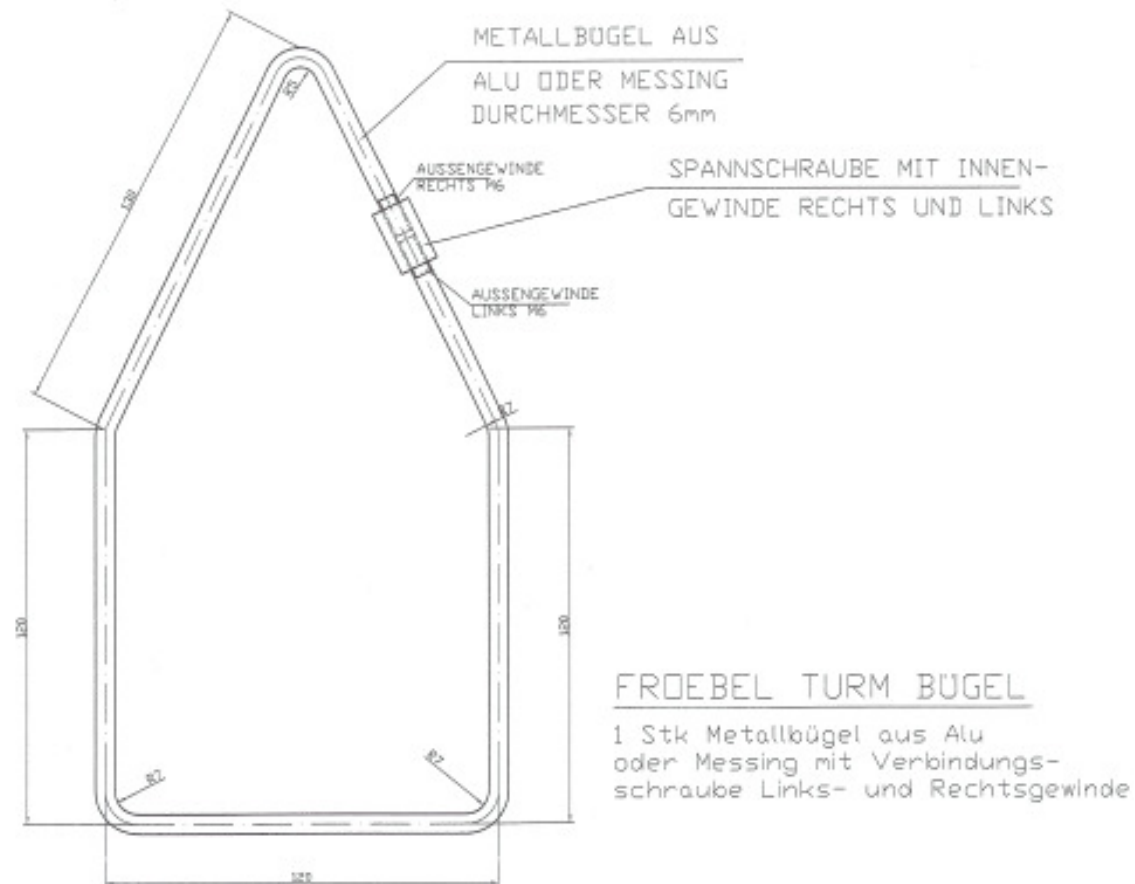 METALLBÜGEL AUS
ALU ODER MESSING
DURCHMESSER 6mm
AUSSENGEWINDE
RECHTS M6
SPANNSCHRAUBE MIT INNEN-
GEWINDE RECHTS UND LINKS
AUSSENGEWINDE
LINKS M6
R7
120
120
FROEBEL TURM BÜGEL
1 Stk Metallbügel aus Alu
oder Messing mit Verbindungs-
schraube Links- und Rechtsgewinde
R7
R7
120